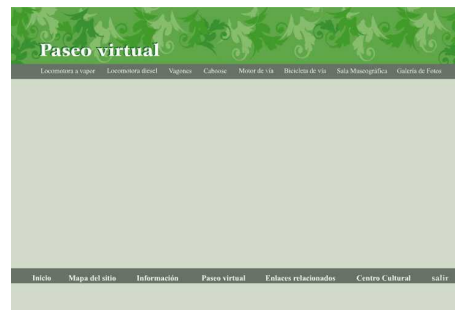 Paseo virtual
Locomotora a vapor Locomotora diesel Vagones Caboose Motor de vía Bicicleta de vía Sala Museográfica Galería de Fotos
Inicio Mapa del sitio Información Paseo virtual Enlaces relacionados Centro Cultural salir